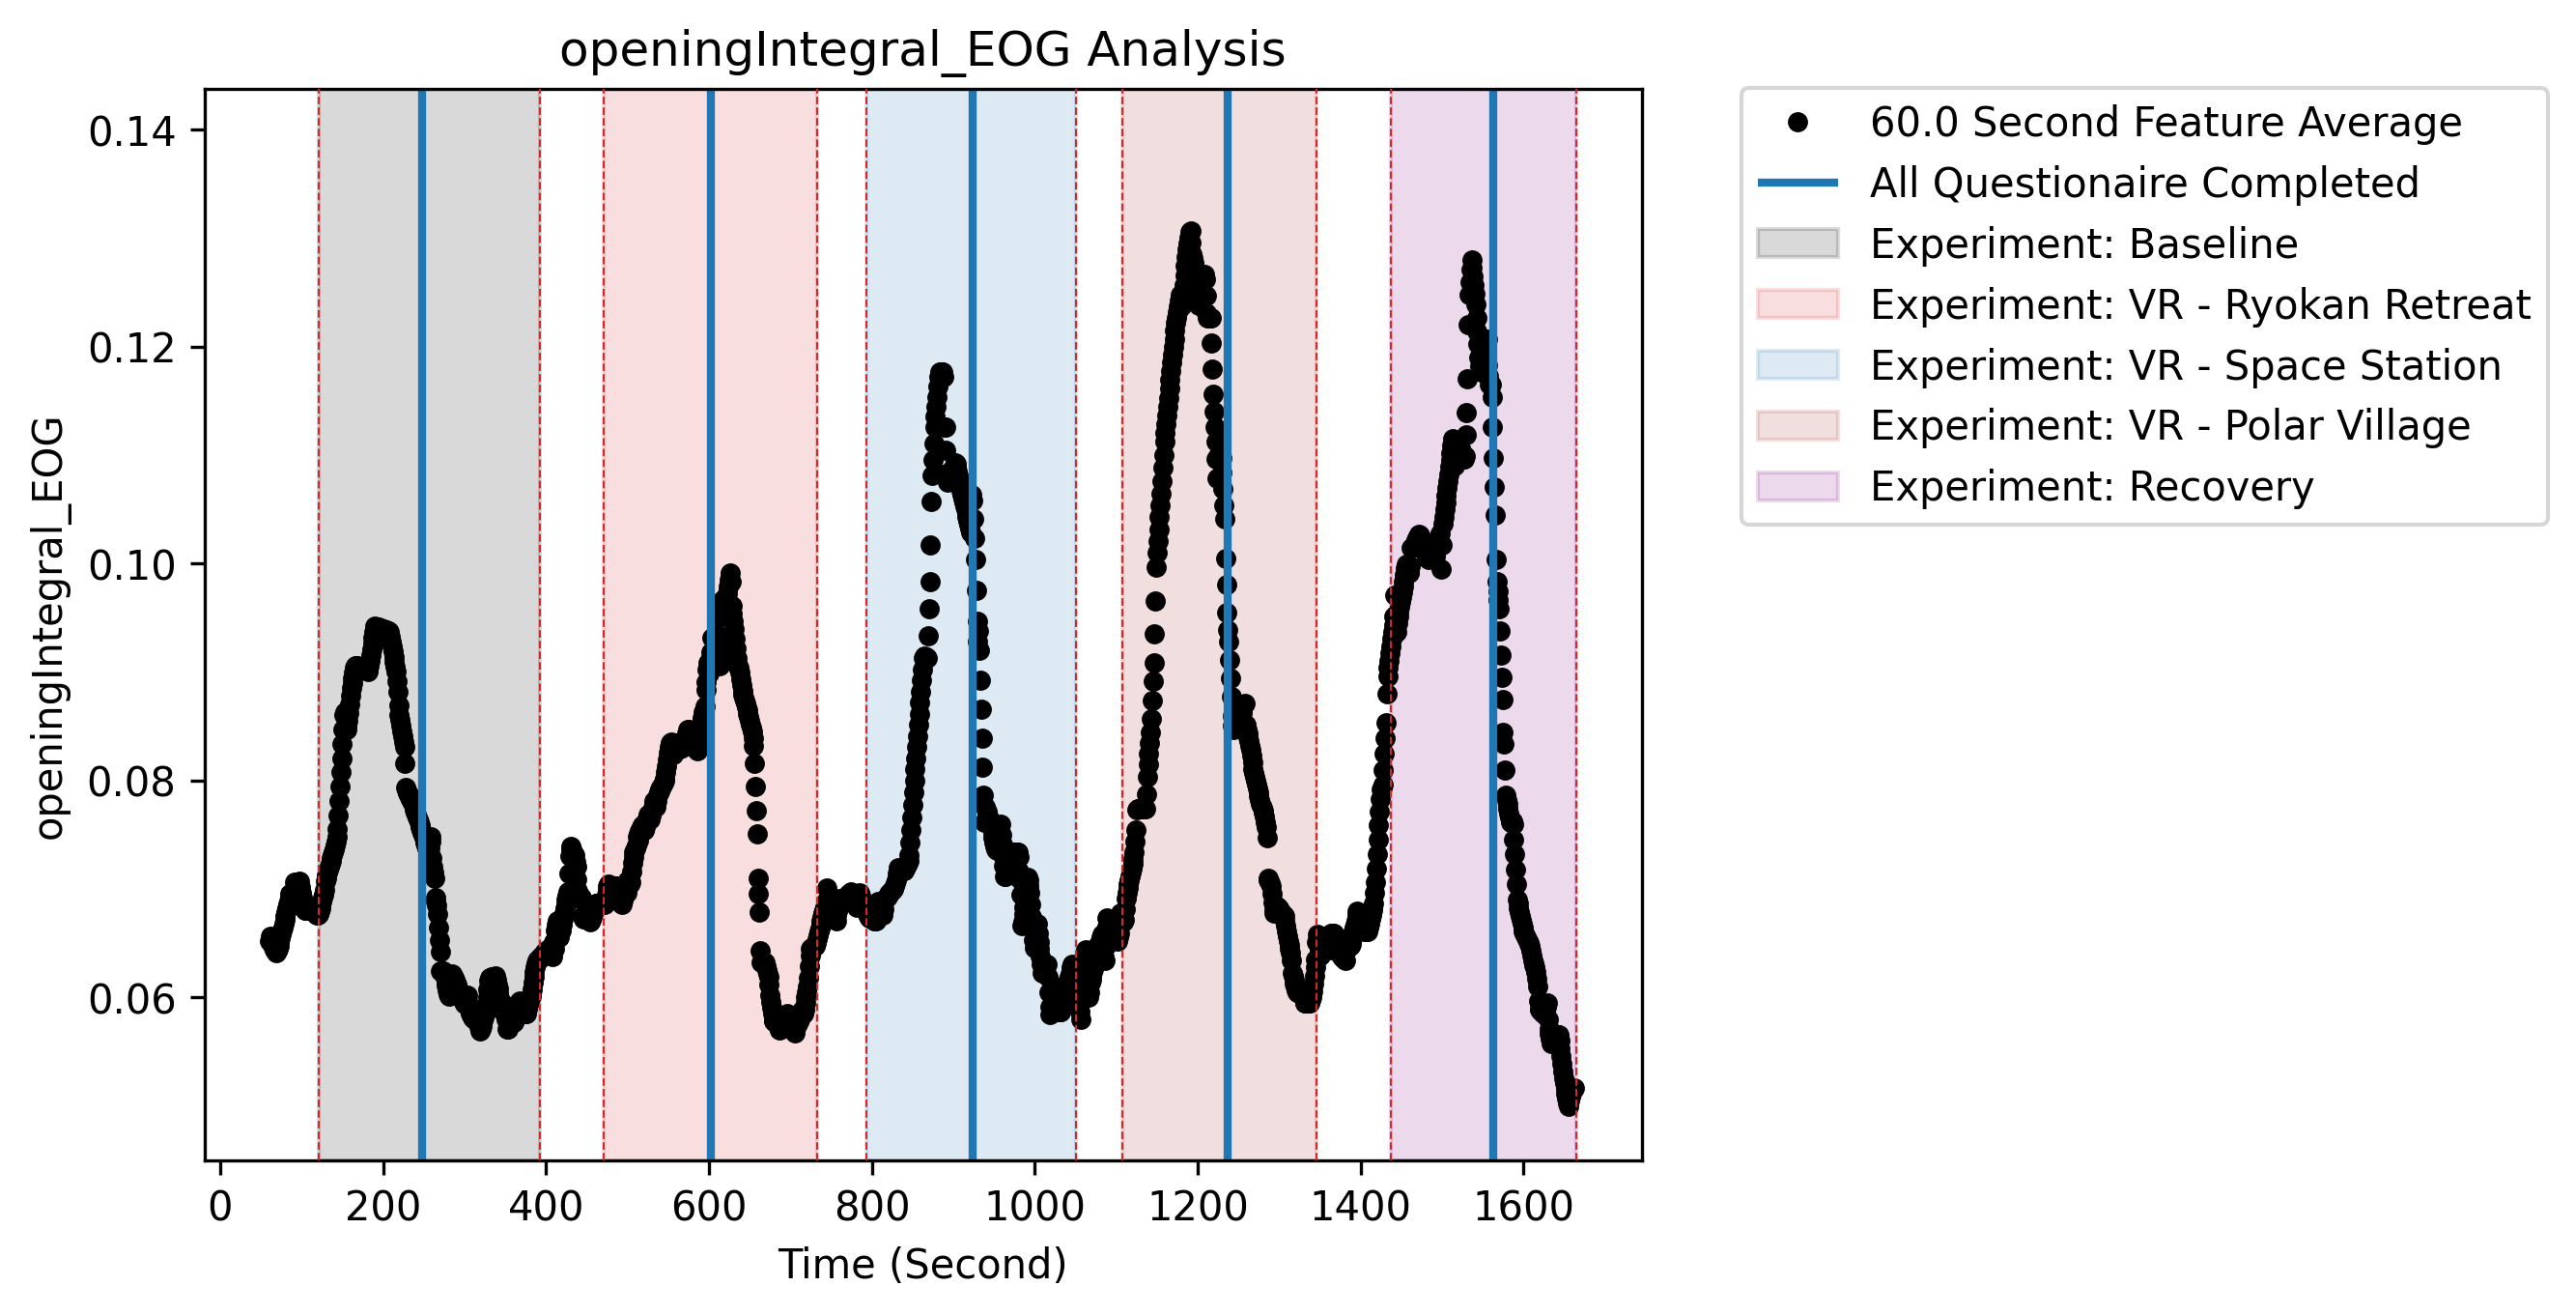 openingIntegral_EOG Analysis
openingIntegral_EOG
0.14
0.12
0.10
0.08
0.06
0 200 400 600 800 1000 1200 1400 1600
Time (Second)
60.0 Second Feature Average
All Questionaire Completed
Experiment: Baseline
Experiment: VR - Ryokan Retreat
Experiment: VR - Space Station
Experiment: VR - Polar Village
Experiment: Recovery